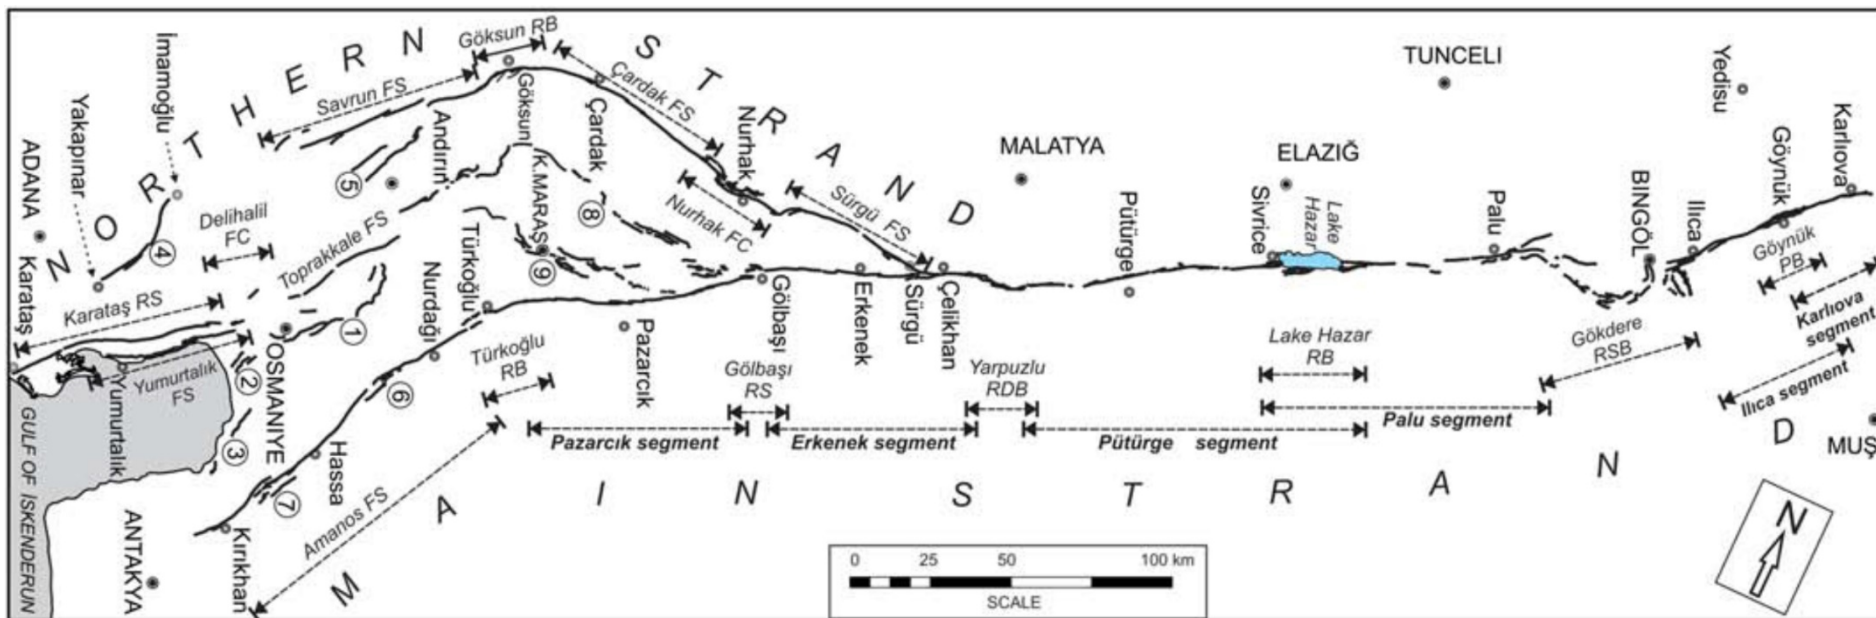 NORTHERN STRAND
MAIN STRAND
ADANA
Yakapınar
İmamoğlu
Karataş
Karataş RS
Delihalil
FC
4
Savrun FS
Göksun RB
Göksun
Andırın
5
Toprakkale FS
Çardak FS
Çardak
Nurhak
Nurhak FC
Sürgü FS
8
K.MARAŞ
9
Türkoğlu
Nurdağı
1
OSMANIYE
2
3
Yumurtalık
FS
Yumurtalık
GULF OF İSKENDERUN
6
Hassa
7
Kırıkhan
ANTAKYA
Amanos FS
Türkoğlu
RB
Pazarcık
Pazarcık segment
Gölbaşı
Gölbaşı
RS
Erkenek
Erkenek segment
Sürgü
Çelikhan
Yarpuzlu
RDB
MALATYA
Pütürge
Pütürge segment
ELAZIĞ
Sivrice
Lake
Hazar
Lake Hazar
RB
Palu
Palu segment
TUNCELI
Yedisu
BINGÖL
Ilıca
Göynük
Karlıova
Göynük
PB
Karlıova
segment
Gökdere
RSB
Ilıca segment
MUŞ
N
0 25 50 100 km
SCALE